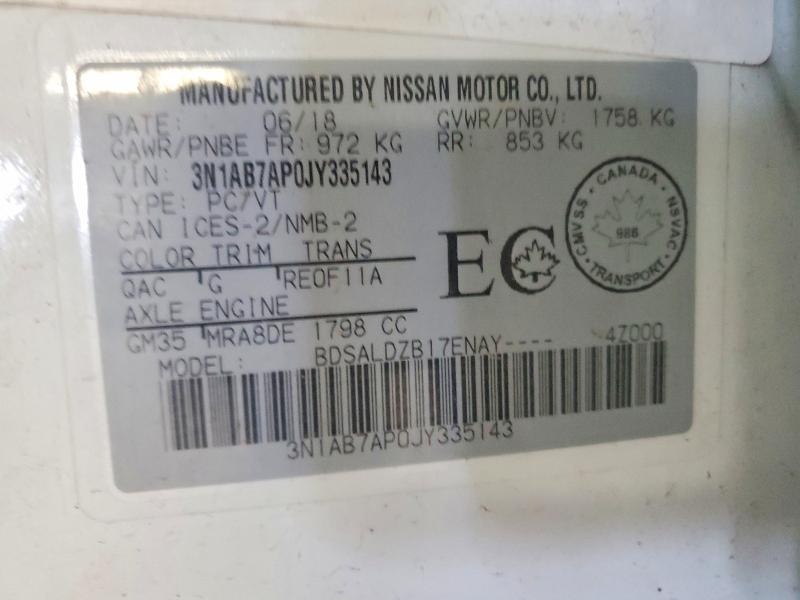 MANUFACTURED BY NISSAN MOTOR CO., LTD.
DATE: 06/18 GVWR/PNBV: 1758 KG
GAWR/PNBE FR: 972 KG RR: 853 KG
VIN: 3N1AB7AP0JY335143
TYPE: PC/VT
CAN ICES-2/NMB-2
COLOR TRIM TRANS
QAC G RE0F11A
AXLE ENGINE
GM35 MRA8DE 1798 CC
EC
CANADA
CMVSS
NSVAC
986
TRANSPORT
MODEL: BDSALDZB17ENAY---- 4Z000
3N1AB7AP0JY335143